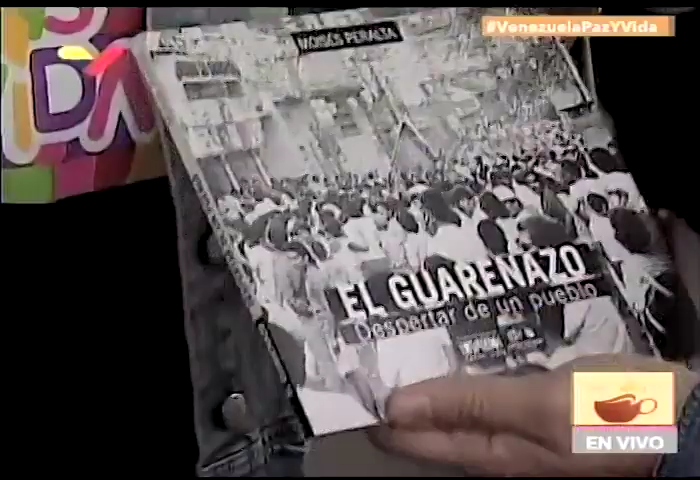 #VenezuelaPazYVida
MOISÉS PERALTA
EL GUARENAZO
Despertar de un pueblo
EN VIVO